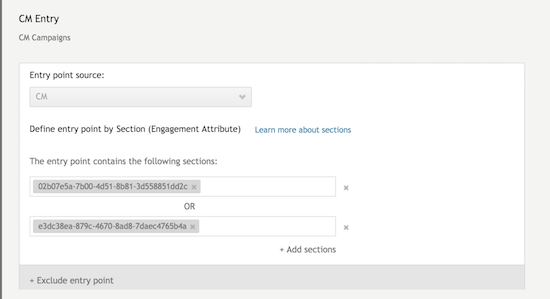 CM Entry
CM Campaigns
Entry point source:
CM
Define entry point by Section (Engagement Attribute) Learn more about sections
The entry point contains the following sections:
02b07e5a-7b00-4d51-8b81-3d558851dd2c ×
×
OR
e3dc38ea-879c-4670-8ad8-7daec4765b4a ×
×
+ Add sections
+ Exclude entry point